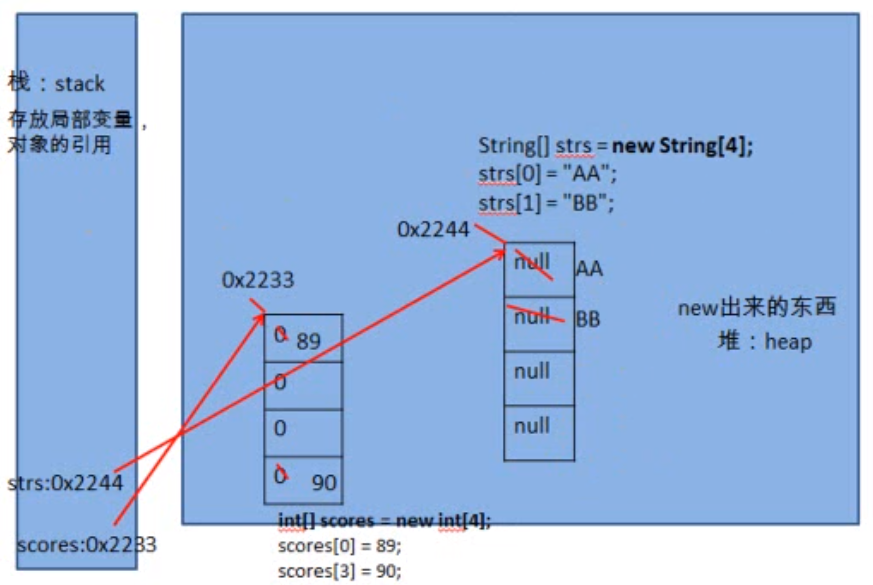 栈：stack
存放局部变量，
对象的引用
strs:0x2244
scores:0x2233
0x2233
0 89
0
0
0 90
int[] scores = new int[4];
scores[0] = 89;
scores[3] = 90;
String[] strs = new String[4];
strs[0] = "AA";
strs[1] = "BB";
0x2244
null AA
null BB
null
null
new出来的东西
堆：heap